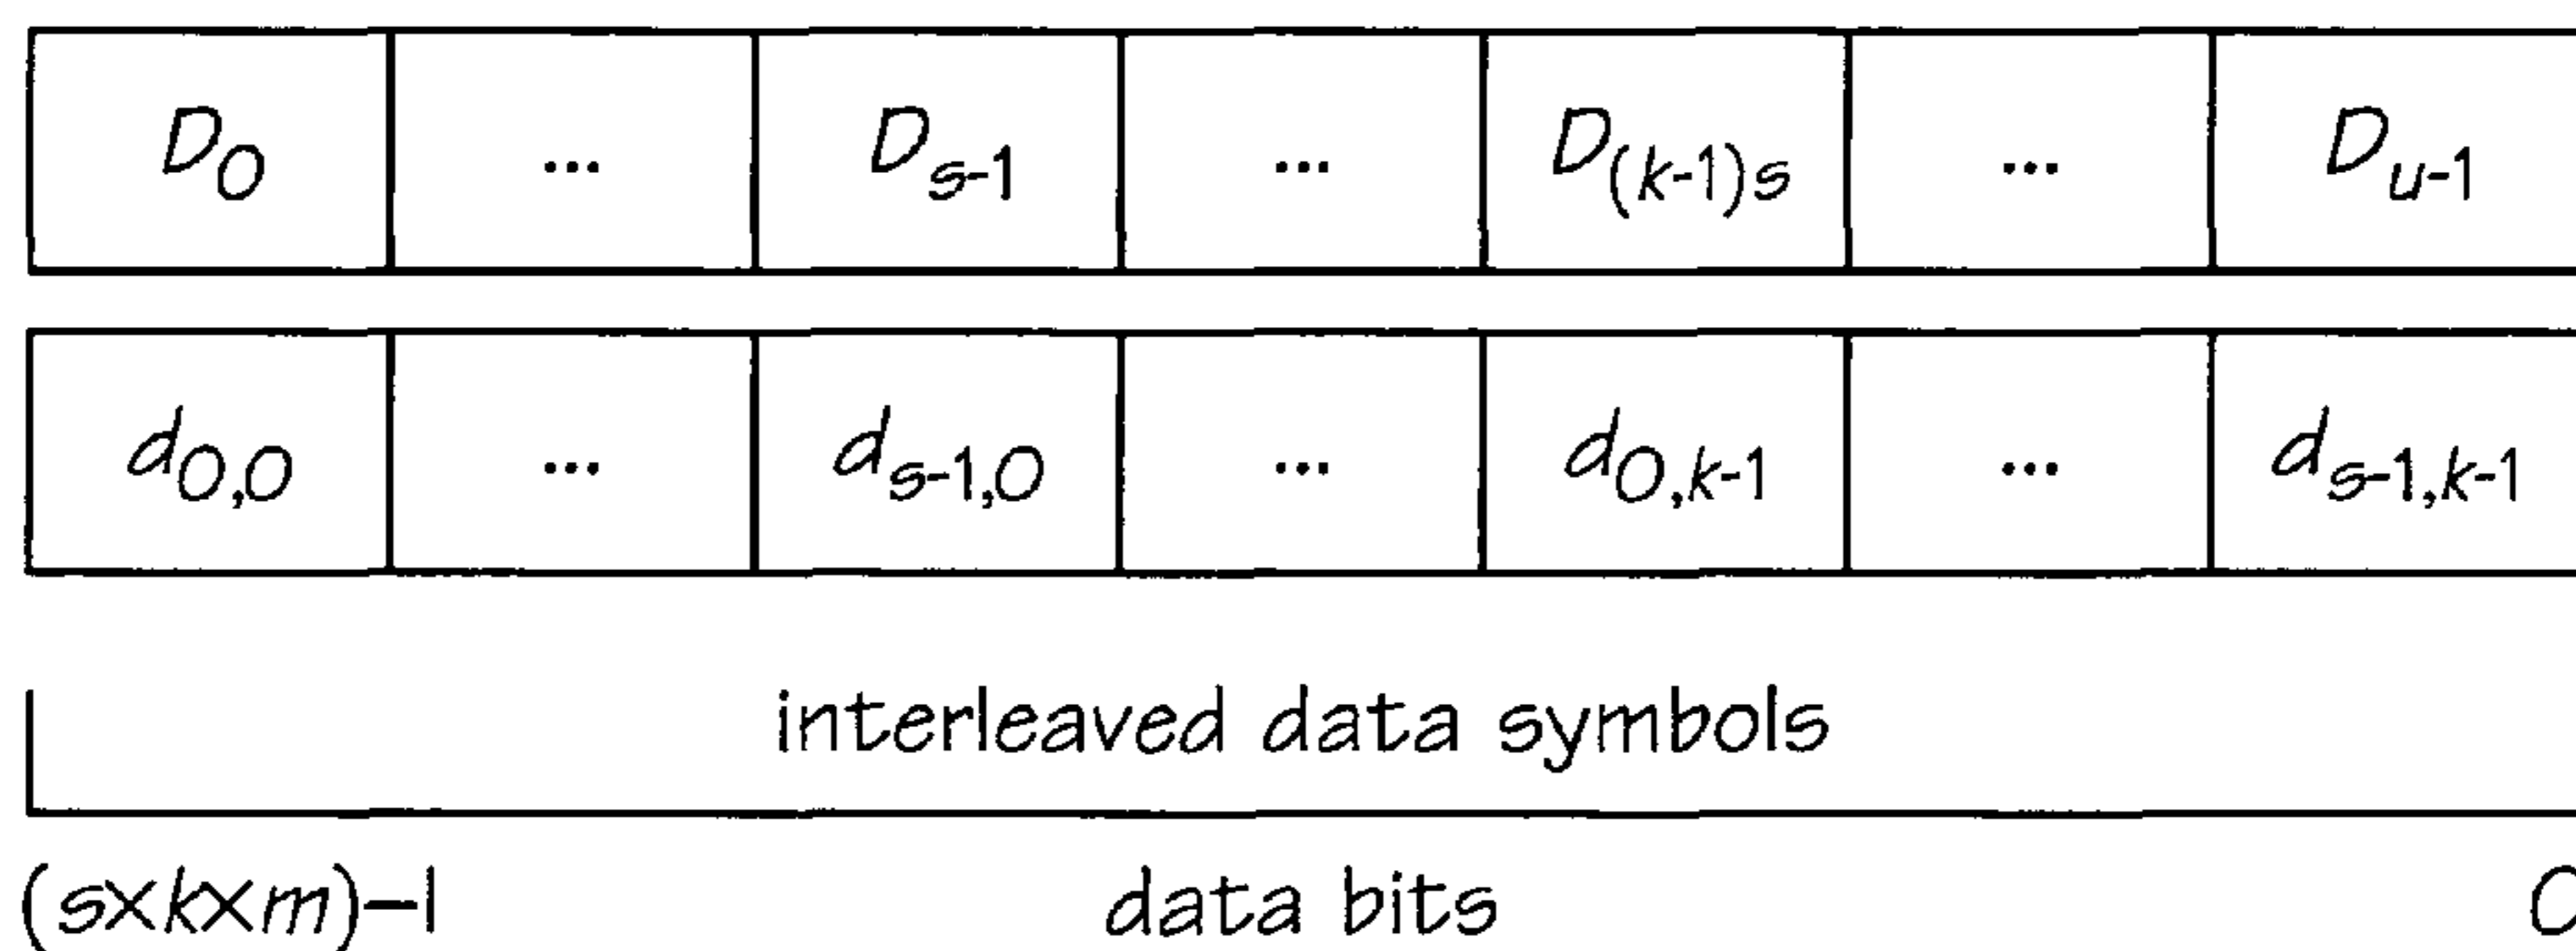 D₀ ... Dₛ₋₁ ... D₍ₖ₋₁₎ₛ ... Dᵤ₋₁
d₀,₀ ... dₛ₋₁,₀ ... d₀,ₖ₋₁ ... dₛ₋₁,ₖ₋₁
interleaved data symbols
(s×k×m)–1 data bits 0